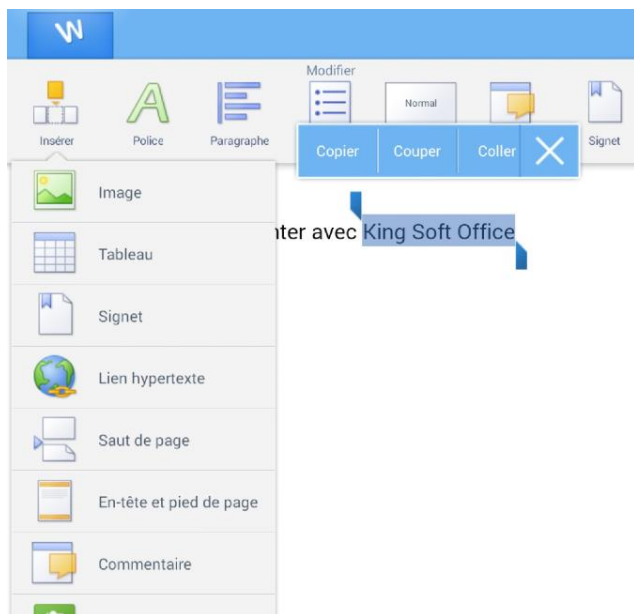 W
Modifier
Normal
Insérer Police Paragraphe Signet
Copier Couper Coller
Image
nter avec King Soft Office
Tableau
Signet
Lien hypertexte
Saut de page
En-tête et pied de page
Commentaire